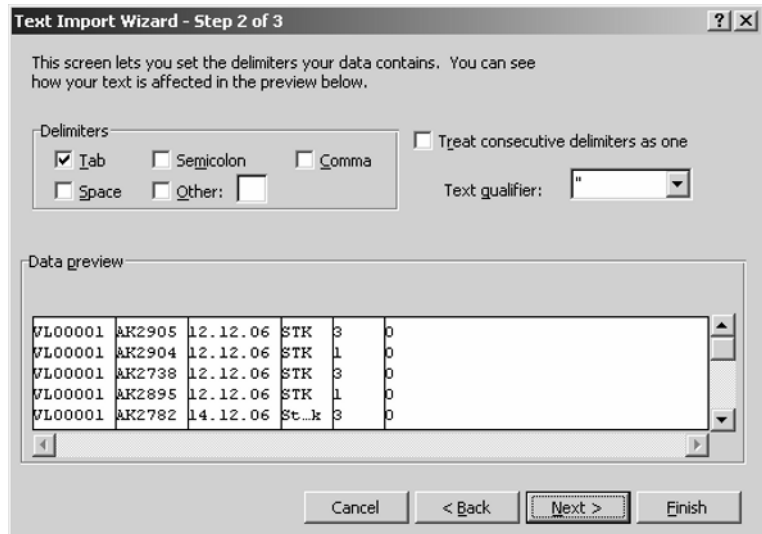 Text Import Wizard - Step 2 of 3
This screen lets you set the delimiters your data contains. You can see
how your text is affected in the preview below.
Delimiters
Tab Semicolon Comma
Space Other:
Treat consecutive delimiters as one
Text qualifier: "
Data preview
VL00001 AK2905 12.12.06 STK 3 0
VL00001 AK2904 12.12.06 STK 1 0
VL00001 AK2738 12.12.06 STK 3 0
VL00001 AK2895 12.12.06 STK 1 0
VL00001 AK2782 14.12.06 St…k 3 0
Cancel < Back Next > Finish